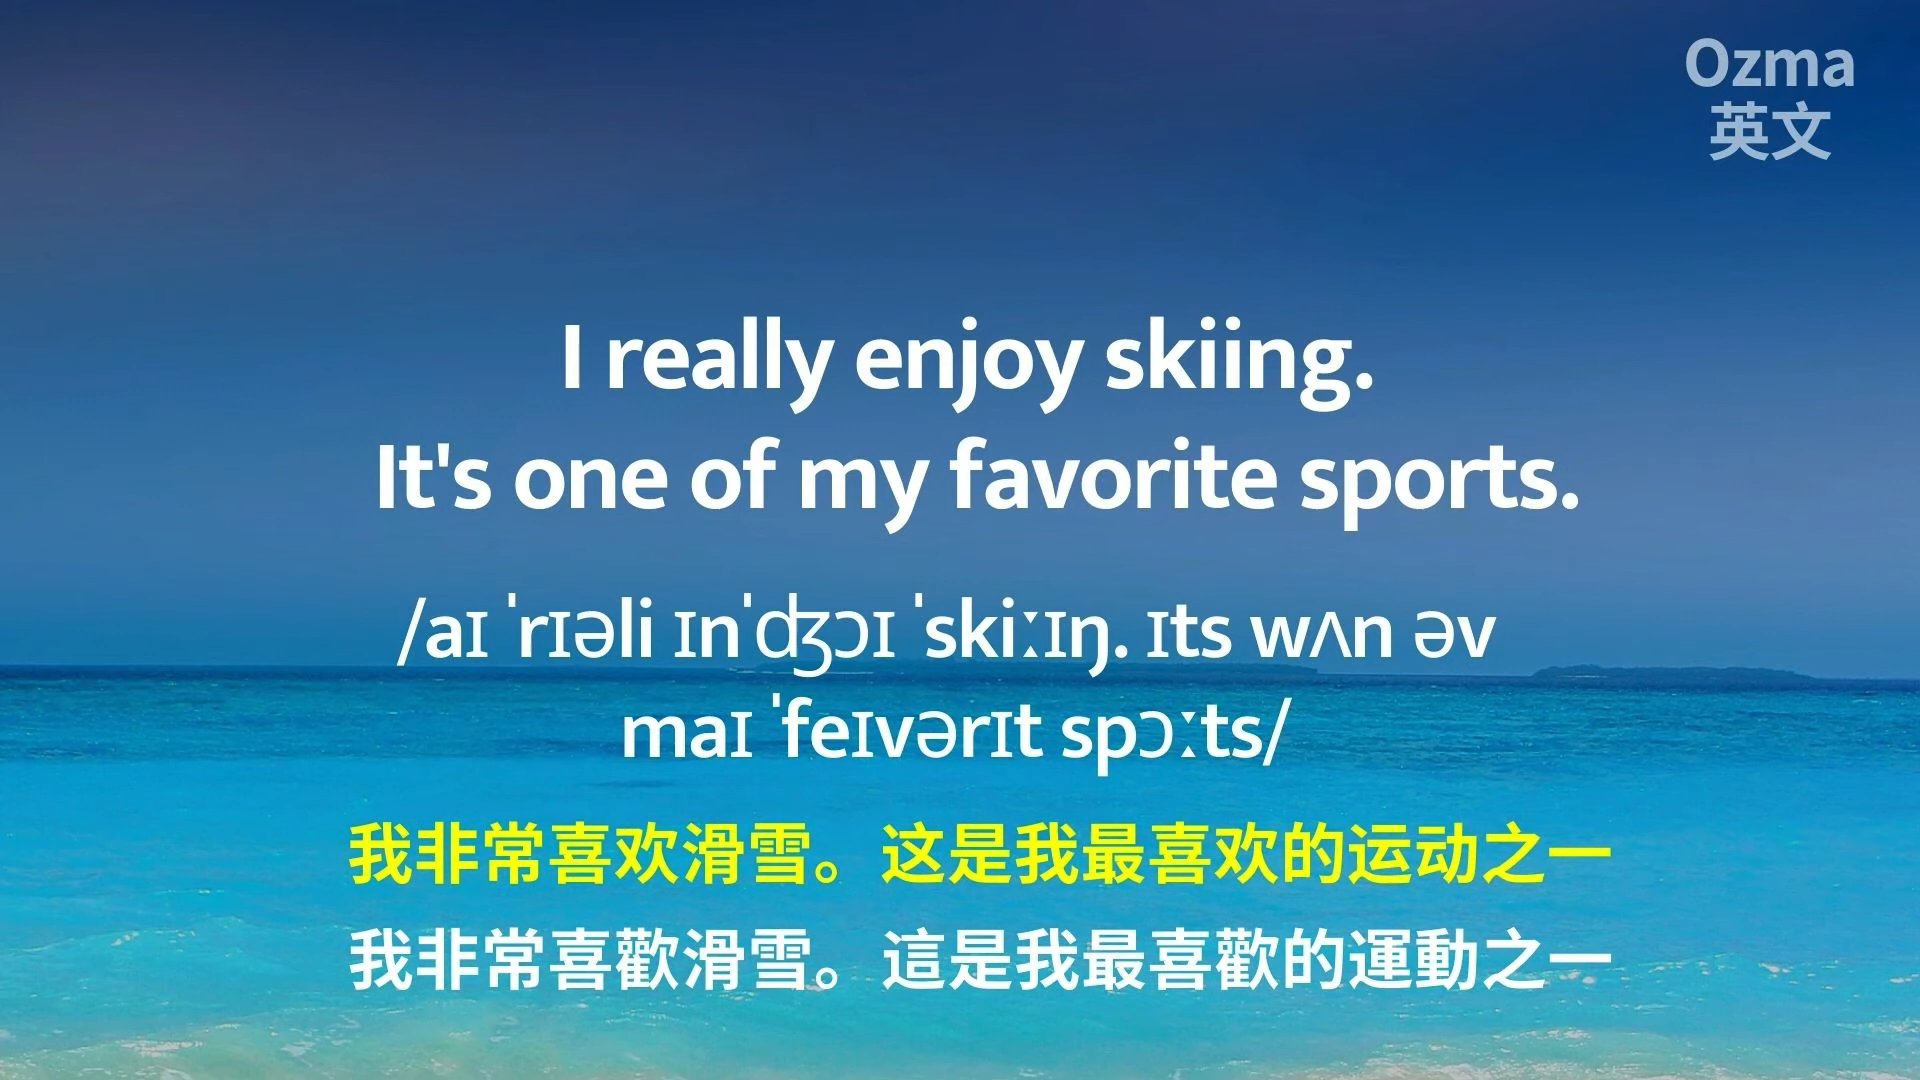 Ozma
英文
I really enjoy skiing.
It's one of my favorite sports.
/aɪ ˈrɪəli ɪnˈʤɔɪ ˈskiːɪŋ. ɪts wʌn əv
maɪ ˈfeɪvərɪt spɔːts/
我非常喜欢滑雪。这是我最喜欢的运动之一
我非常喜歡滑雪。這是我最喜歡的運動之一